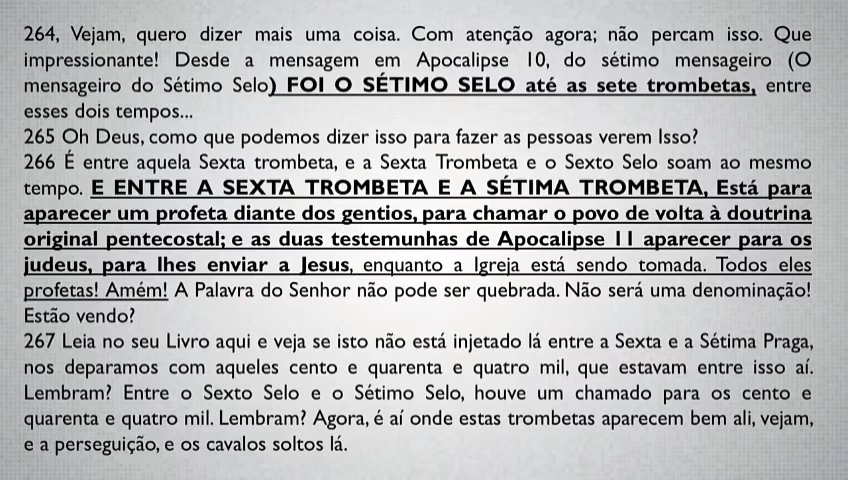 264, Vejam, quero dizer mais uma coisa. Com atenção agora; não percam isso. Que
impressionante! Desde a mensagem em Apocalipse 10, do sétimo mensageiro (O
mensageiro do Sétimo Selo) FOI O SÉTIMO SELO até as sete trombetas, entre
esses dois tempos...
265 Oh Deus, como que podemos dizer isso para fazer as pessoas verem Isso?
266 É entre aquela Sexta trombeta, e a Sexta Trombeta e o Sexto Selo soam ao mesmo
tempo. E ENTRE A SEXTA TROMBETA E A SÉTIMA TROMBETA, Está para
aparecer um profeta diante dos gentios, para chamar o povo de volta à doutrina
original pentecostal; e as duas testemunhas de Apocalipse 11 aparecer para os
judeus, para lhes enviar a Jesus, enquanto a Igreja está sendo tomada. Todos eles
profetas! Amém! A Palavra do Senhor não pode ser quebrada. Não será uma denominação!
Estão vendo?
267 Leia no seu Livro aqui e veja se isto não está injetado lá entre a Sexta e a Sétima Praga,
nos deparamos com aqueles cento e quarenta e quatro mil, que estavam entre isso aí.
Lembram? Entre o Sexto Selo e o Sétimo Selo, houve um chamado para os cento e
quarenta e quatro mil. Lembram? Agora, é aí onde estas trombetas aparecem bem ali, vejam,
e a perseguição, e os cavalos soltos lá.